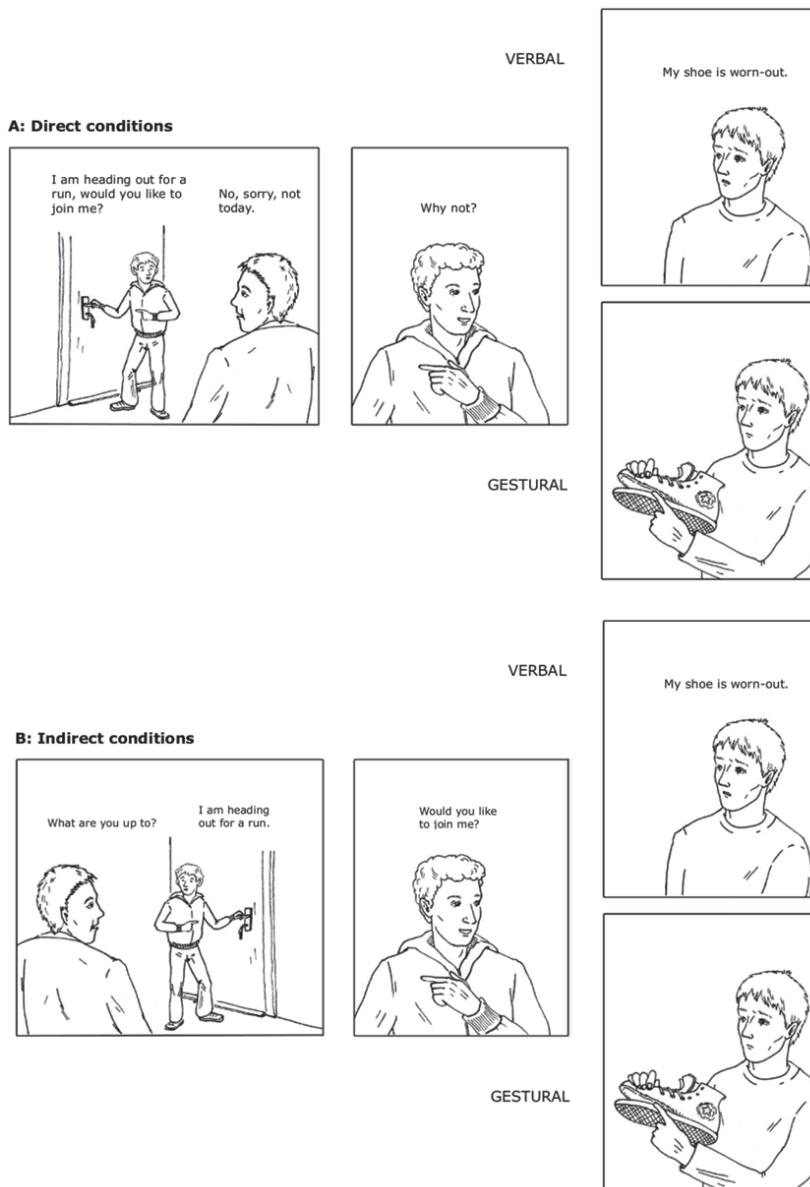 VERBAL
My shoe is worn-out.
A: Direct conditions
I am heading out for a
run, would you like to
join me?
No, sorry, not
today.
Why not?
GESTURAL
VERBAL
My shoe is worn-out.
B: Indirect conditions
What are you up to?
I am heading
out for a run.
Would you like
to join me?
GESTURAL